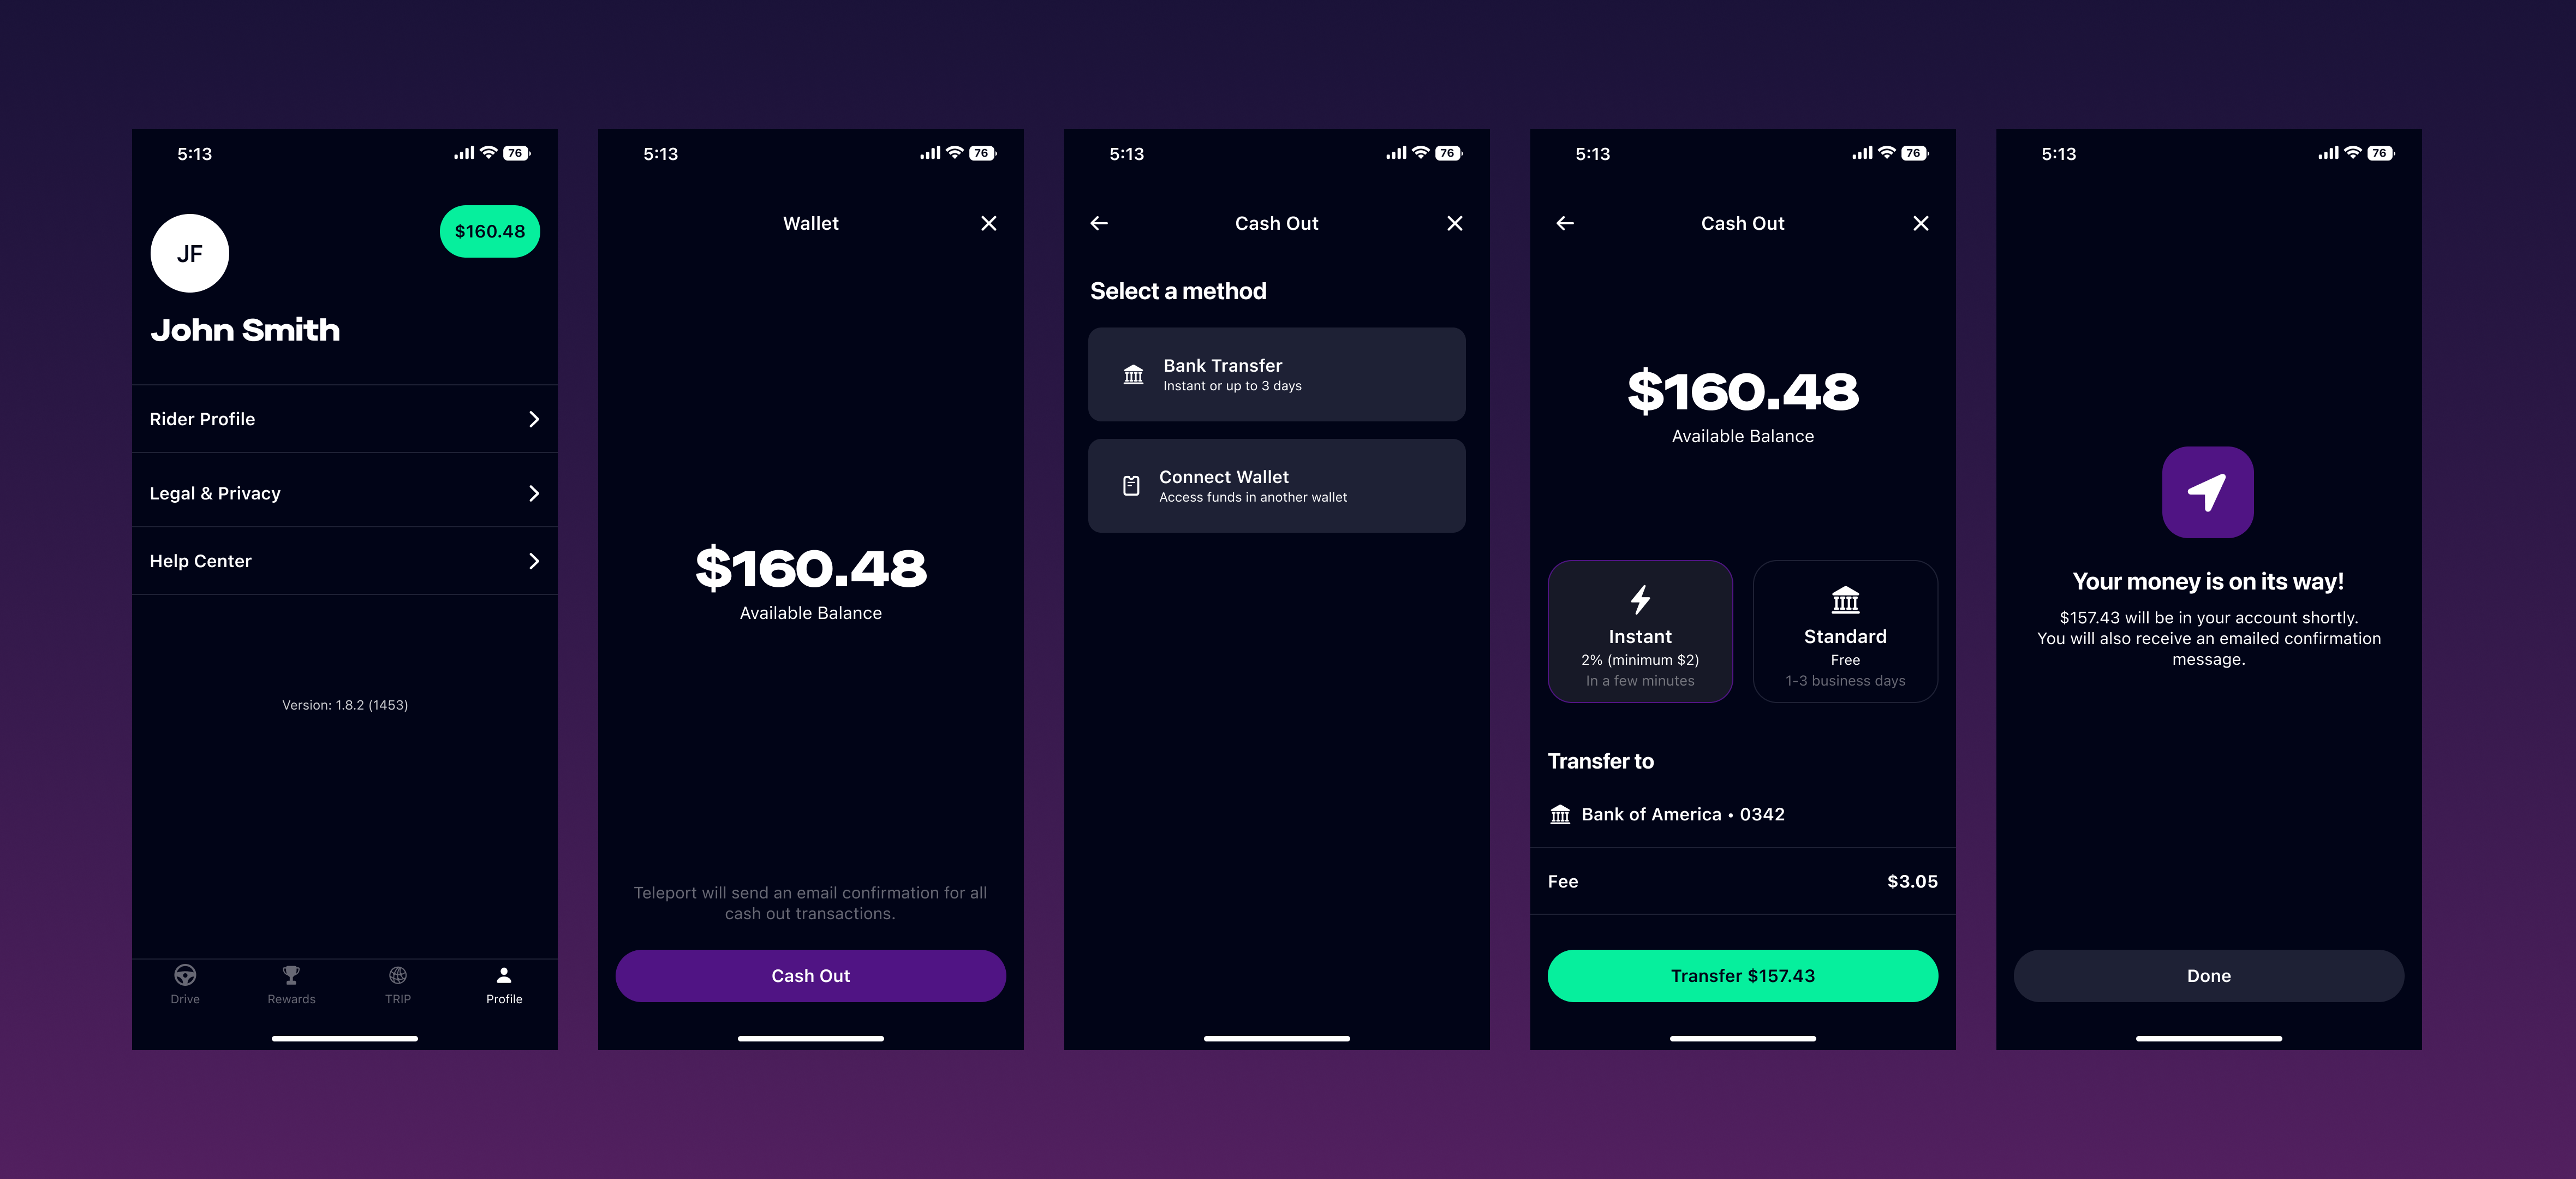 5:13
76
JF
$160.48
John Smith
Rider Profile
Legal & Privacy
Help Center
Version: 1.8.2 (1453)
Drive
Rewards
TRIP
Profile
5:13
76
Wallet
$160.48
Available Balance
Teleport will send an email confirmation for all
cash out transactions.
Cash Out
5:13
76
Cash Out
Select a method
Bank Transfer
Instant or up to 3 days
Connect Wallet
Access funds in another wallet
5:13
76
Cash Out
$160.48
Available Balance
Instant
2% (minimum $2)
In a few minutes
Standard
Free
1-3 business days
Transfer to
Bank of America • 0342
Fee
$3.05
Transfer $157.43
5:13
76
Your money is on its way!
$157.43 will be in your account shortly.
You will also receive an emailed confirmation
message.
Done